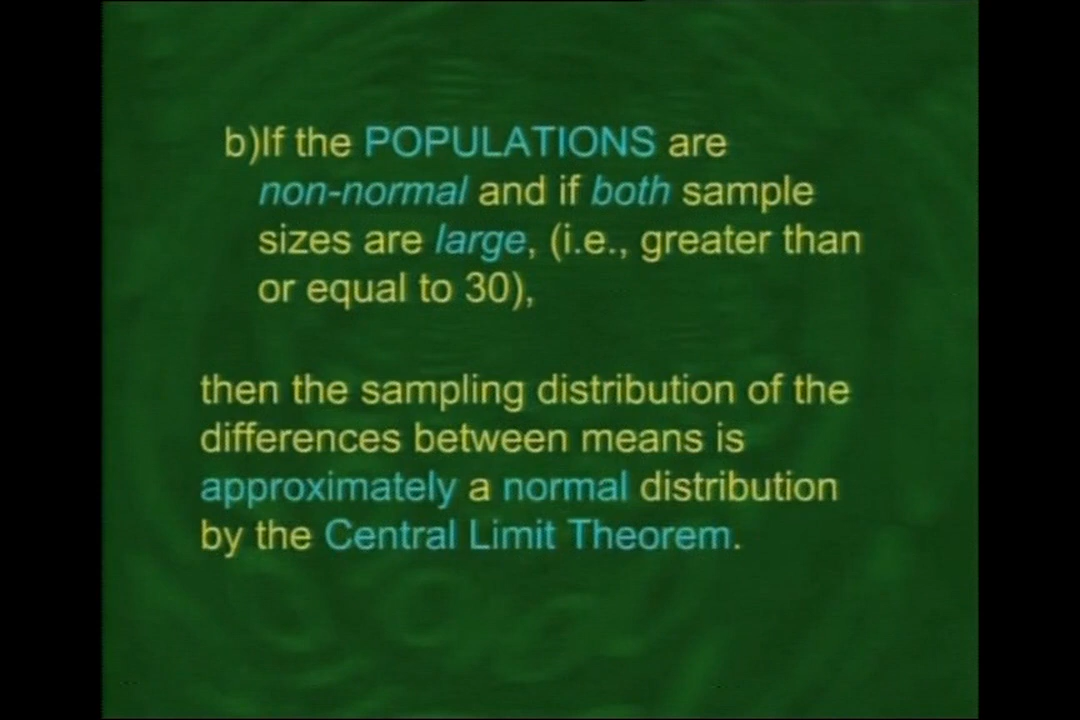 b)If the POPULATIONS are
non-normal and if both sample
sizes are large, (i.e., greater than
or equal to 30),
then the sampling distribution of the
differences between means is
approximately a normal distribution
by the Central Limit Theorem.